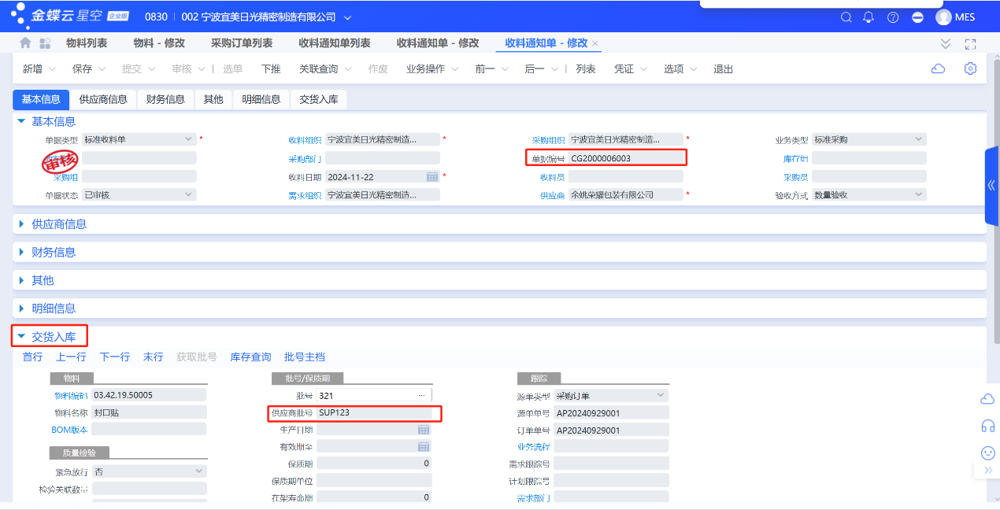 金蝶云 星空 企业版 0830 002 宁波宜美日光精密制造有限公司 MES
物料列表 物料 - 修改 采购订单列表 收料通知单列表 收料通知单 - 修改 收料通知单 - 修改 ×
新增 保存 提交 审核 选单 下推 关联查询 作废 业务操作 前一 后一 列表 凭证 选项 退出
基本信息 供应商信息 财务信息 其他 明细信息 交货入库
基本信息
单据类型 标准收料单 * 收料组织 宁波宜美日光精密制造... * 采购组织 宁波宜美日光精密制造... * 业务类型 标准采购
审核 采购部门 单据编号 CG2000006003 库存组
采购组 收料日期 2024-11-22 * 收料员 采购员
单据状态 已审核 需求组织 宁波宜美日光精密制造... 供应商 余姚荣耀包装有限公司 * 验收方式 数量验收
供应商信息
财务信息
其他
明细信息
交货入库
首行 上一行 下一行 末行 获取批号 库存查询 批号主档
物料 批号/保质期 跟踪
物料编码 03.42.19.50005 批号 321 ... 源单类型 采购订单
物料名称 封口贴 供应商批号 SUP123 源单单号 AP20240929001
BOM版本 生产日期 订单单号 AP20240929001
有效期至 业务流程
质量检验 保质期 0 需求跟踪号
紧急放行 否 保质期单位 计划跟踪号
检验关联数量 在架寿命期 0 需求部门